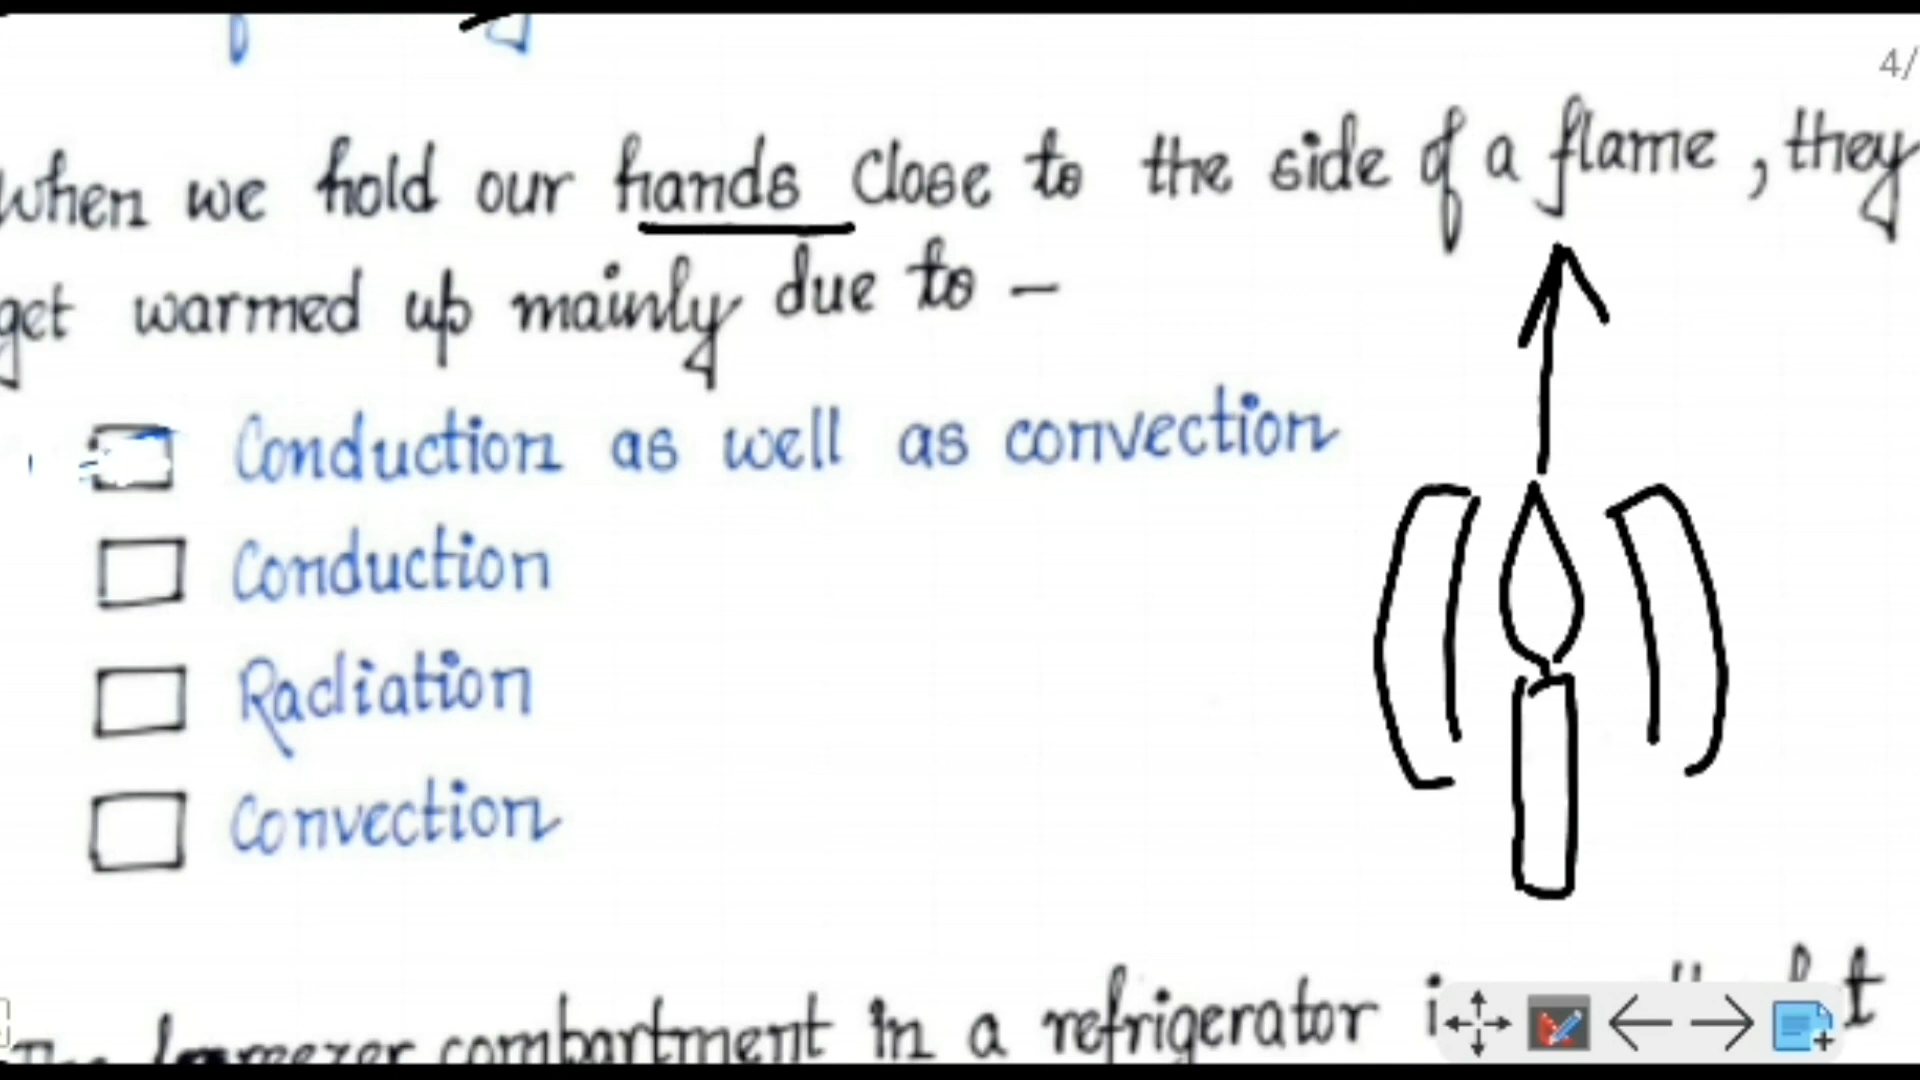 4/
When we hold our hands close to the side of a flame, they
get warmed up mainly due to –
Conduction as well as convection
Conduction
Radiation
Convection
compartment in a refrigerator